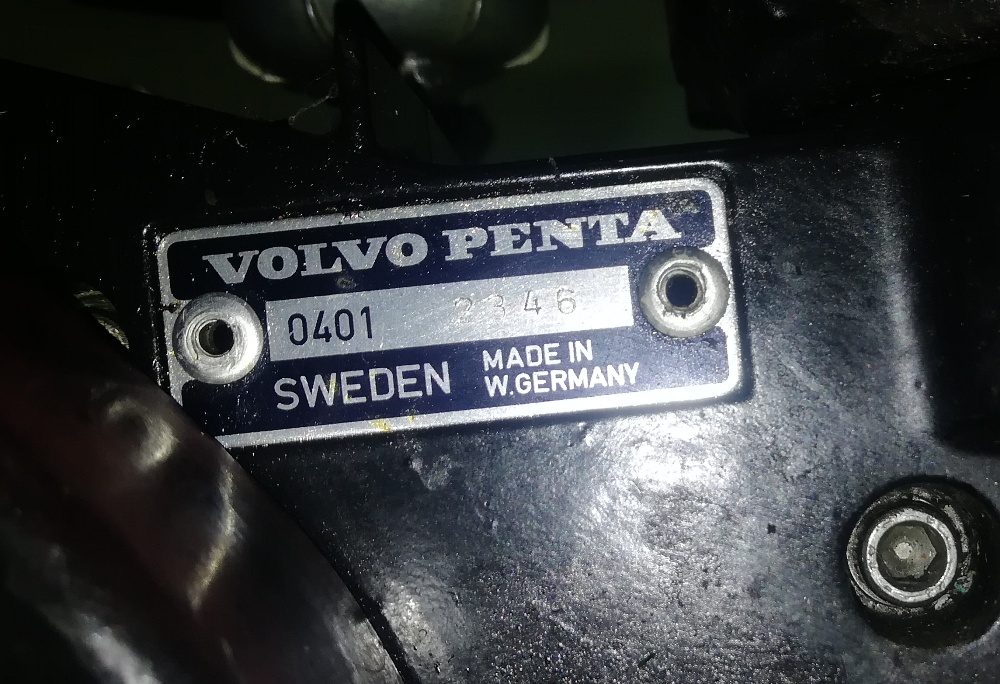 VOLVO PENTA
0401 2346
SWEDEN MADE IN
W.GERMANY